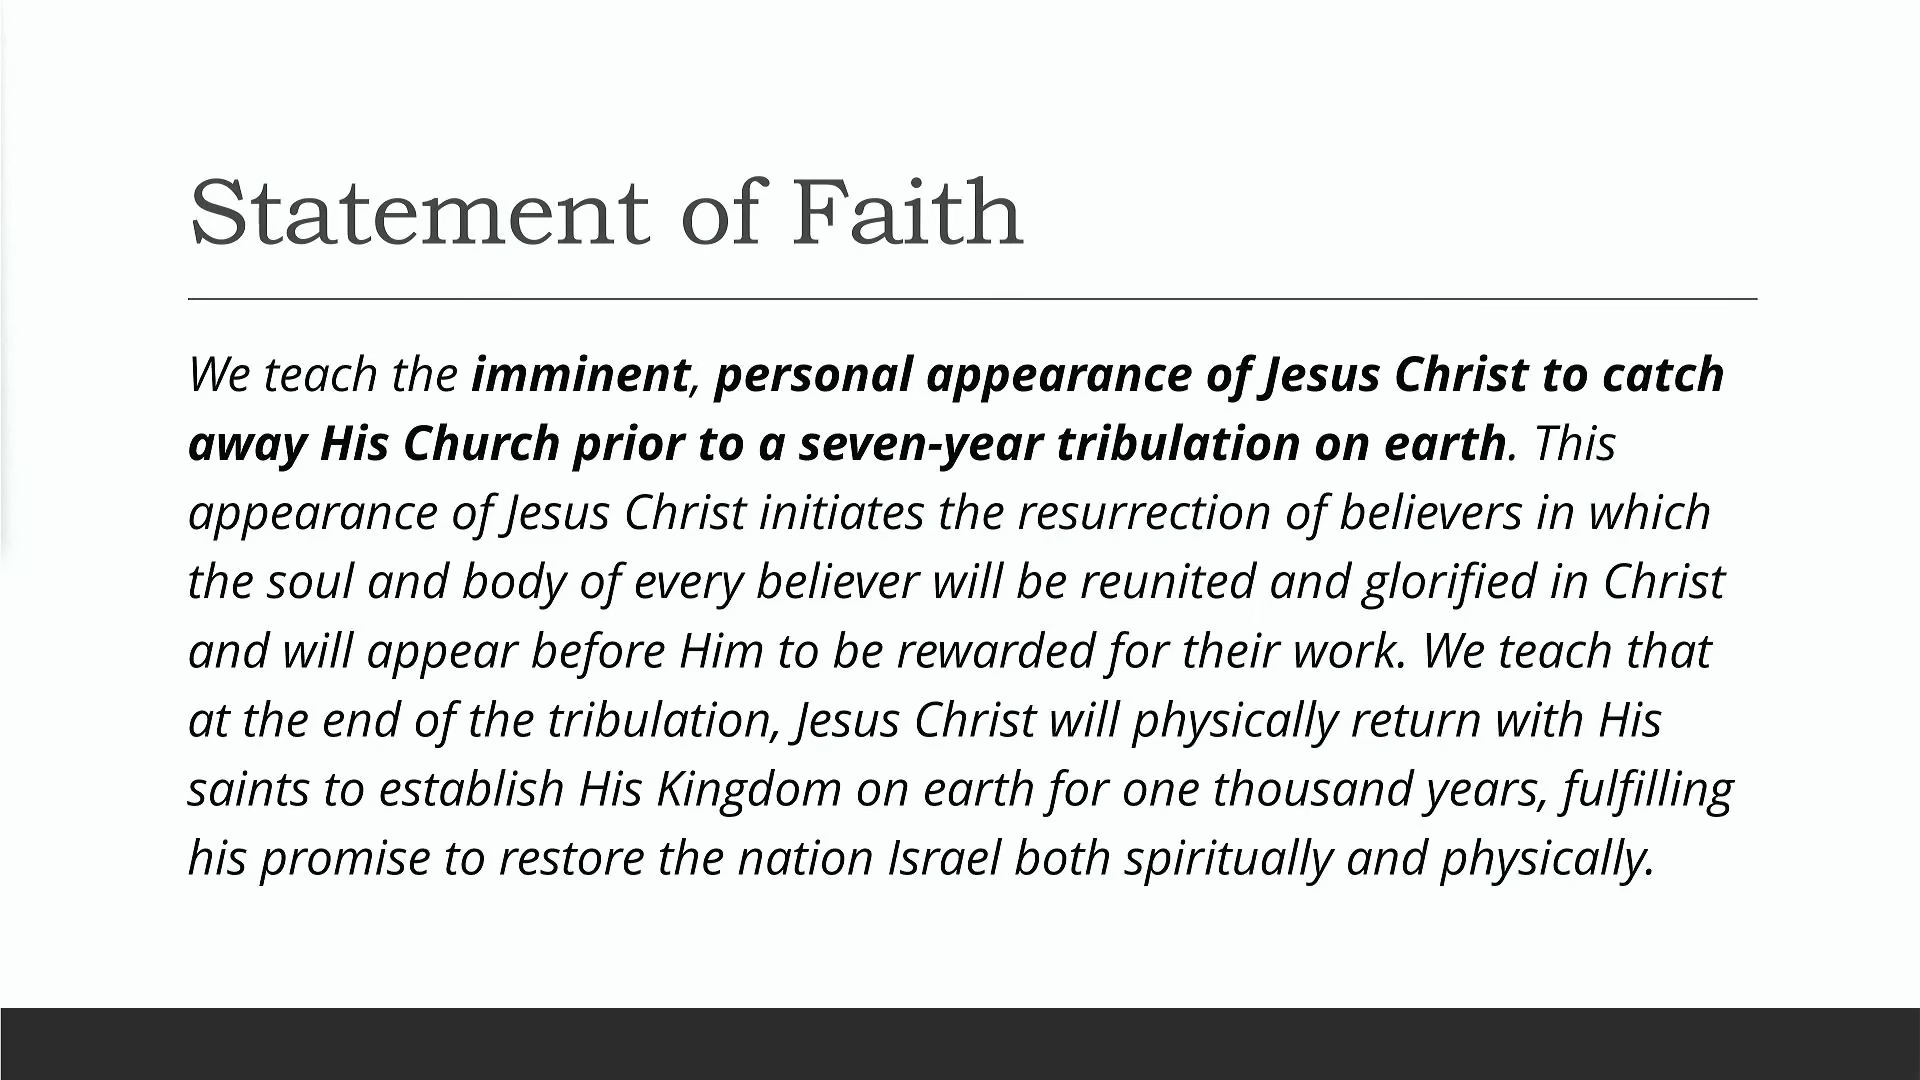 Statement of Faith
We teach the imminent, personal appearance of Jesus Christ to catch
away His Church prior to a seven-year tribulation on earth. This
appearance of Jesus Christ initiates the resurrection of believers in which
the soul and body of every believer will be reunited and glorified in Christ
and will appear before Him to be rewarded for their work. We teach that
at the end of the tribulation, Jesus Christ will physically return with His
saints to establish His Kingdom on earth for one thousand years, fulfilling
his promise to restore the nation Israel both spiritually and physically.